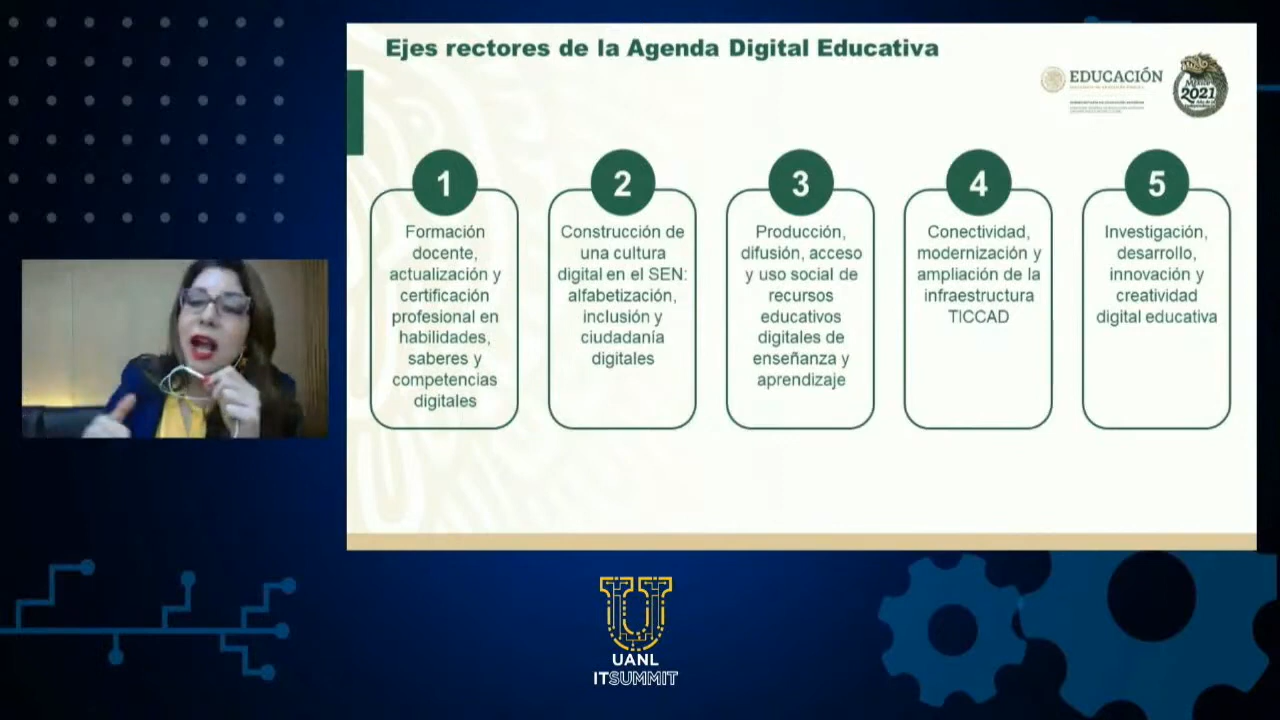 Ejes rectores de la Agenda Digital Educativa
EDUCACIÓN
México
2021
1
Formación
docente,
actualización y
certificación
profesional en
habilidades,
saberes y
competencias
digitales
2
Construcción de
una cultura
digital en el SEN:
alfabetización,
inclusión y
ciudadanía
digitales
3
Producción,
difusión, acceso
y uso social de
recursos
educativos
digitales de
enseñanza y
aprendizaje
4
Conectividad,
modernización y
ampliación de la
infraestructura
TICCAD
5
Investigación,
desarrollo,
innovación y
creatividad
digital educativa
UANL
ITSUMMIT